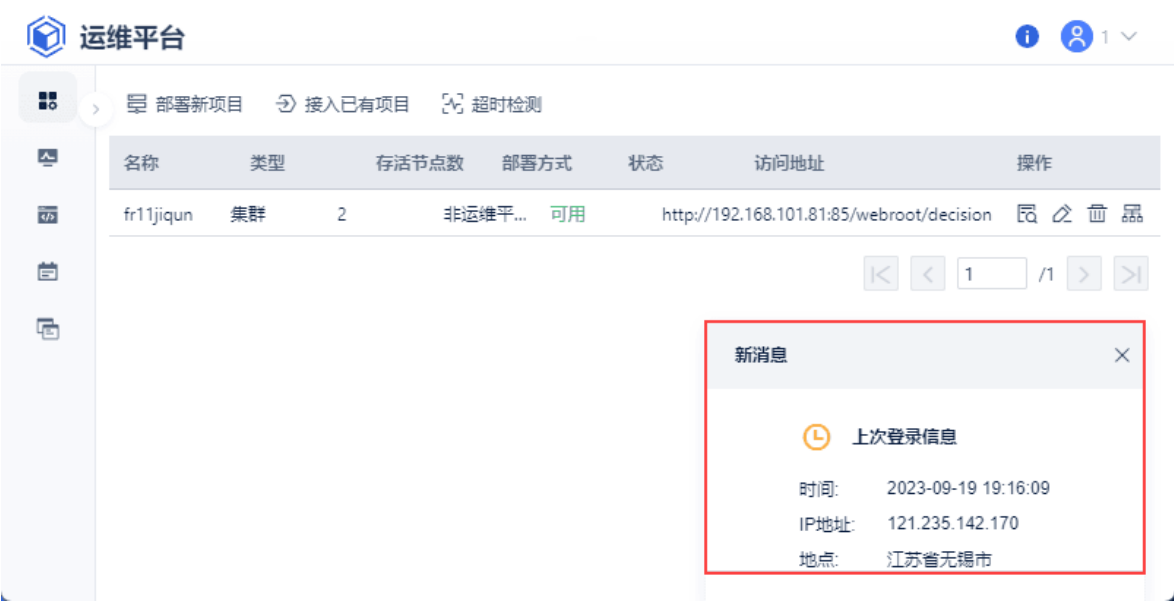 运维平台
1
部署新项目 接入已有项目 超时检测
名称 类型 存活节点数 部署方式 状态 访问地址 操作
fr11jiqun 集群 2 非运维平... 可用 http://192.168.101.81:85/webroot/decision
1 /1
新消息
上次登录信息
时间: 2023-09-19 19:16:09
IP地址: 121.235.142.170
地点: 江苏省无锡市